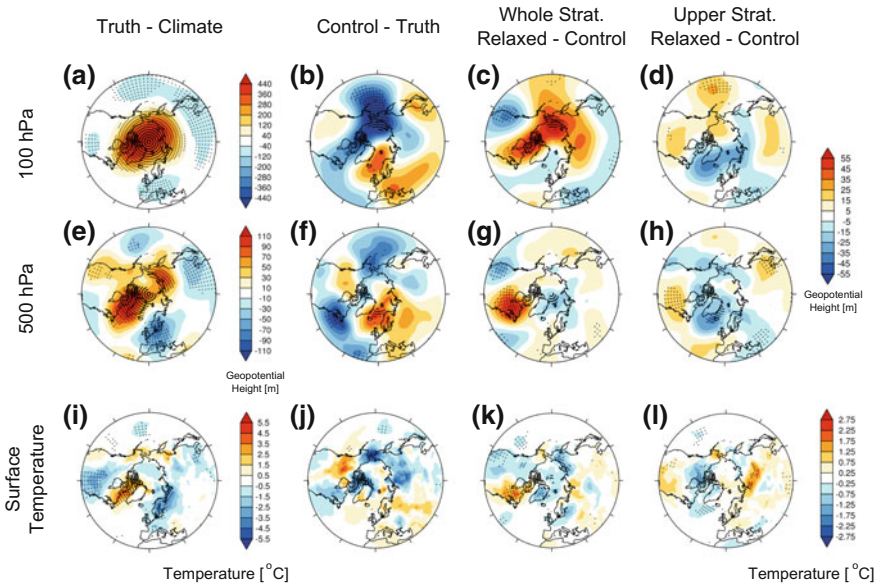 Truth - Climate
Control - Truth
Whole Strat.
Relaxed - Control
Upper Strat.
Relaxed - Control
100 hPa
(a)
(b)
(c)
(d)
440
360
280
200
120
40
-40
-120
-200
-280
-360
-440
55
45
35
25
15
5
-5
-15
-25
-35
-45
-55
Geopotential
Height [m]
500 hPa
(e)
(f)
(g)
(h)
110
90
70
50
30
10
-10
-30
-50
-70
-90
-110
Geopotential
Height [m]
Surface
Temperature
(i)
(j)
(k)
(l)
5.5
4.5
3.5
2.5
1.5
0.5
-0.5
-1.5
-2.5
-3.5
-4.5
-5.5
2.75
2.25
1.75
1.25
0.75
0.25
-0.25
-0.75
-1.25
-1.75
-2.25
-2.75
Temperature [°C]
Temperature [°C]